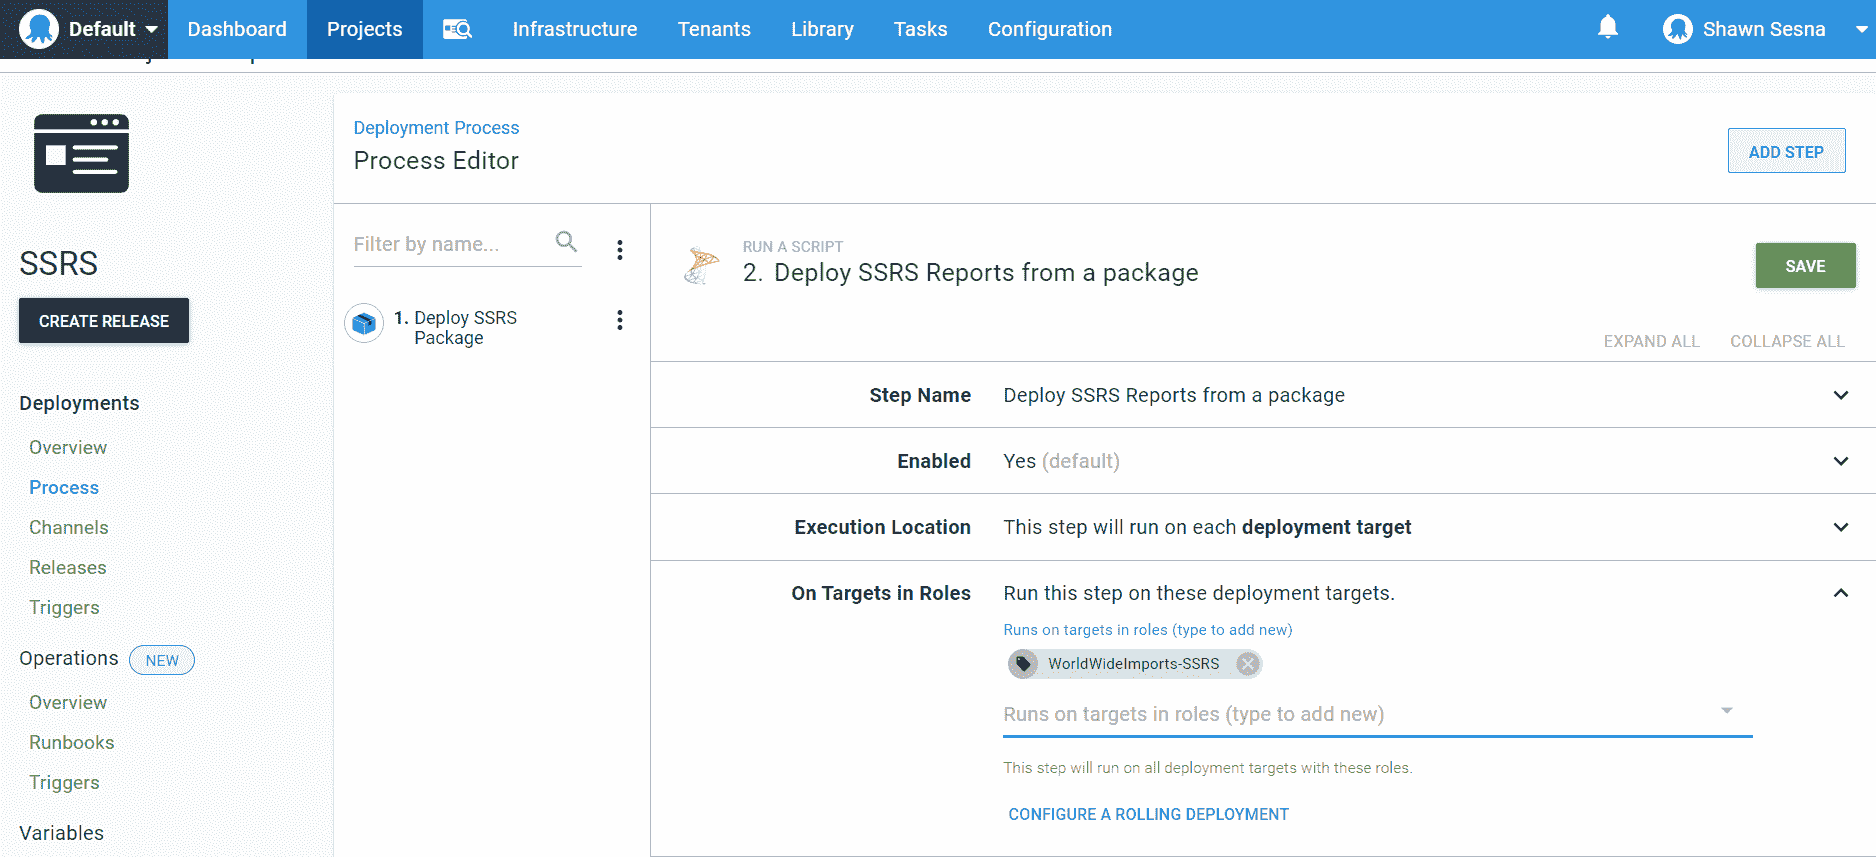 Default
Dashboard
Projects
Infrastructure
Tenants
Library
Tasks
Configuration
Shawn Sesna
SSRS
CREATE RELEASE
Deployments
Overview
Process
Channels
Releases
Triggers
Operations NEW
Overview
Runbooks
Triggers
Variables
Deployment Process
Process Editor
ADD STEP
Filter by name...
1. Deploy SSRS
Package
RUN A SCRIPT
2. Deploy SSRS Reports from a package
SAVE
EXPAND ALL COLLAPSE ALL
Step Name Deploy SSRS Reports from a package
Enabled Yes (default)
Execution Location This step will run on each deployment target
On Targets in Roles Run this step on these deployment targets.
Runs on targets in roles (type to add new)
WorldWideImports-SSRS
Runs on targets in roles (type to add new)
This step will run on all deployment targets with these roles.
CONFIGURE A ROLLING DEPLOYMENT